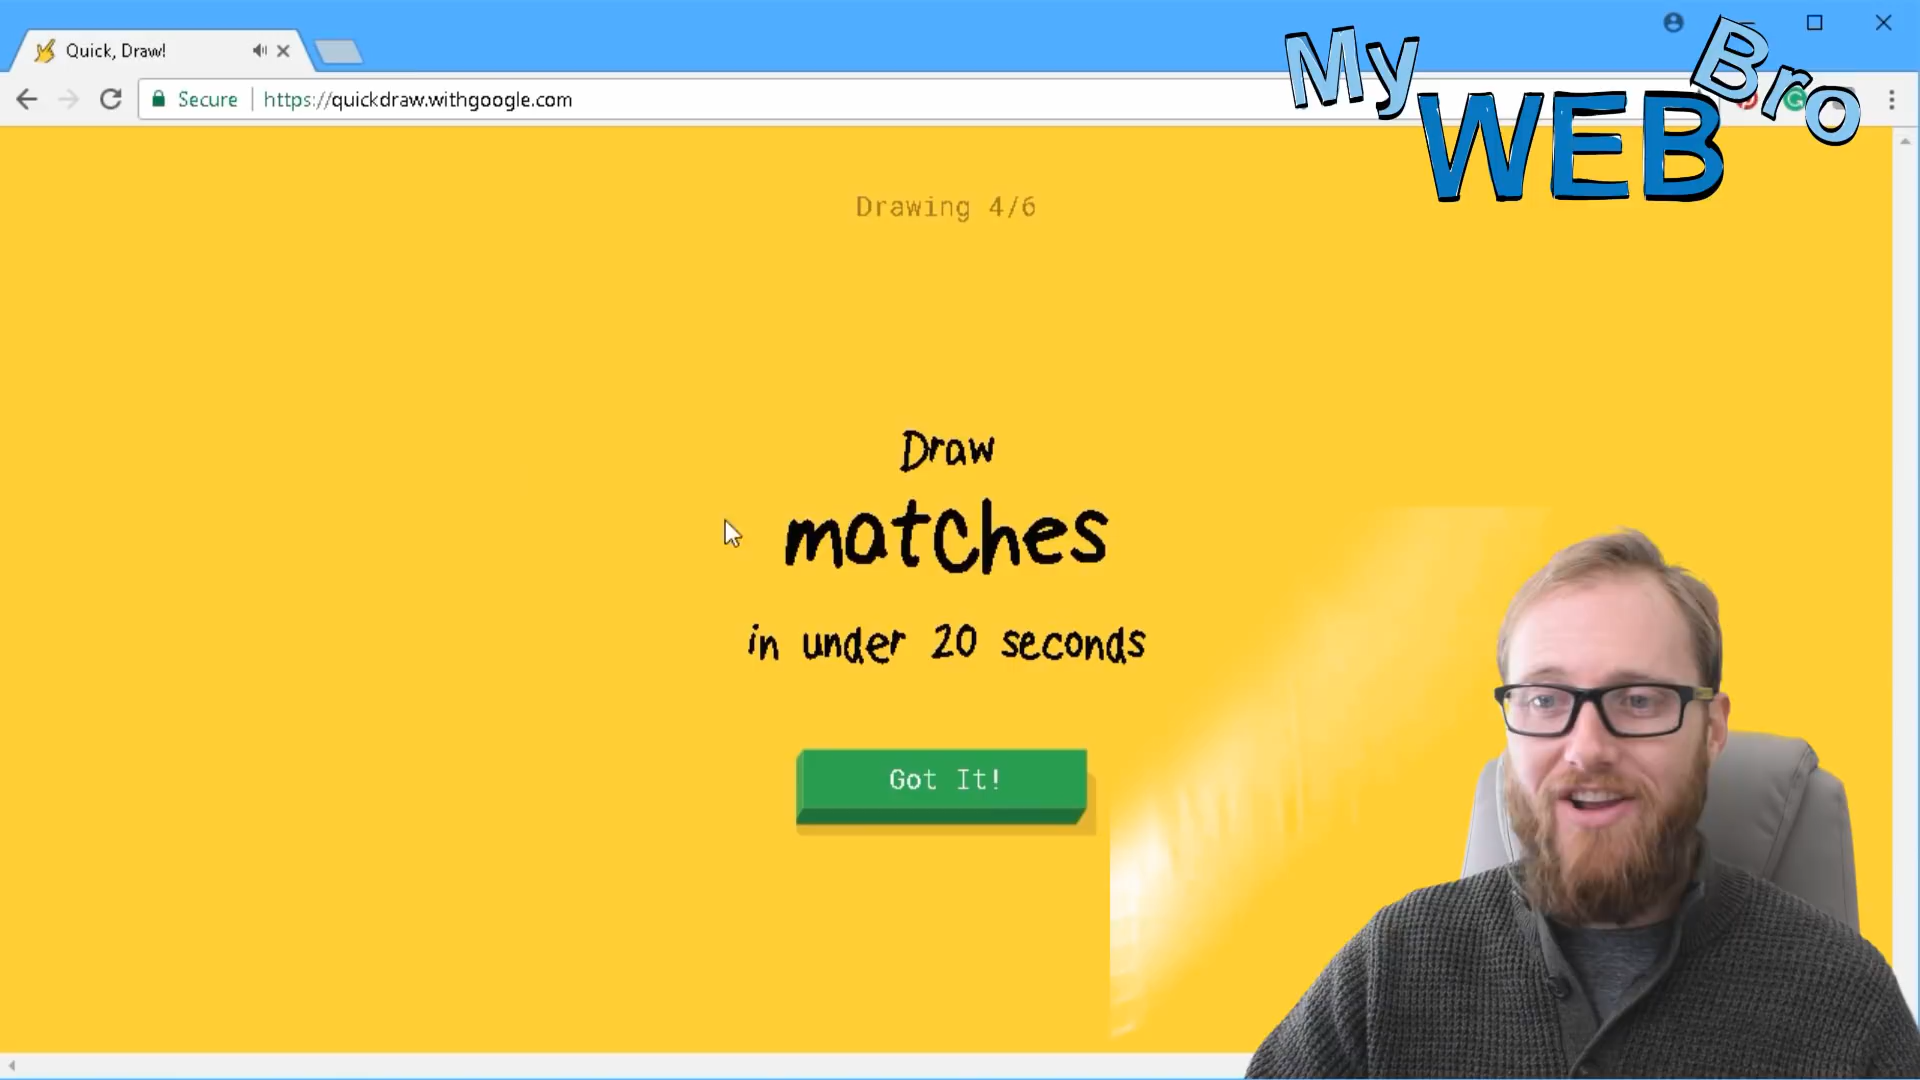 Quick, Draw!
Secure
https://quickdraw.withgoogle.com
My
WEB
Bro
Drawing 4/6
Draw
matches
in under 20 seconds
Got It!